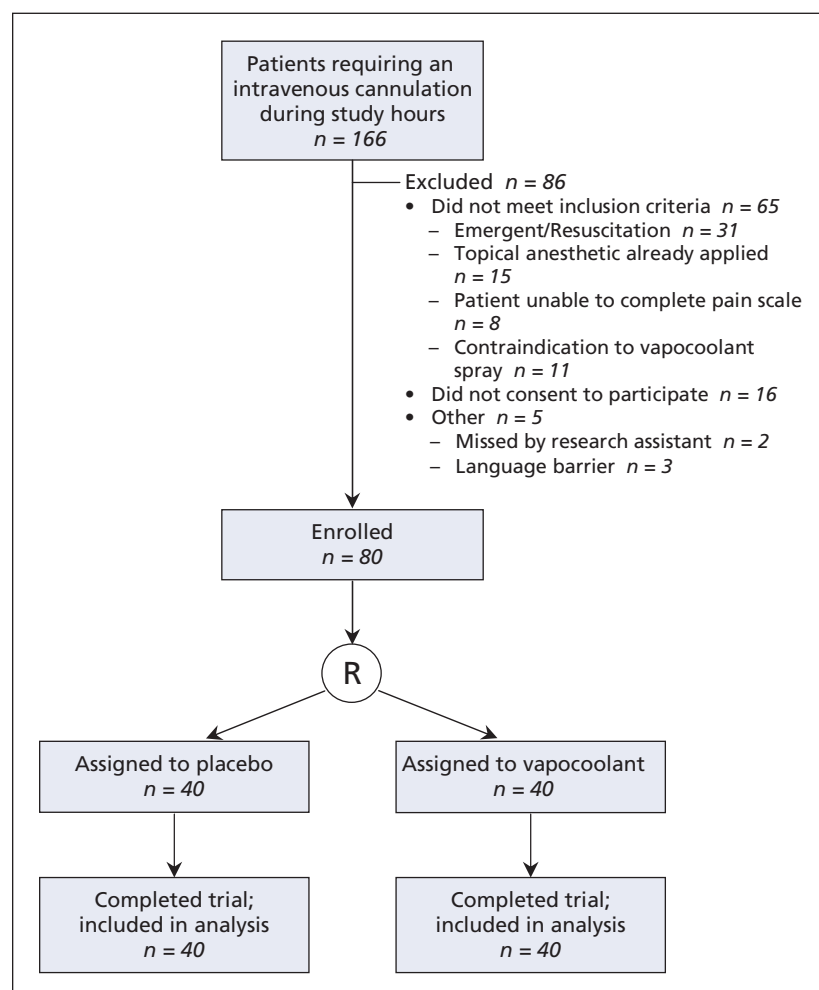 Patients requiring an
intravenous cannulation
during study hours
n = 166
Excluded n = 86
• Did not meet inclusion criteria n = 65
– Emergent/Resuscitation n = 31
– Topical anesthetic already applied
n = 15
– Patient unable to complete pain scale
n = 8
– Contraindication to vapocoolant
spray n = 11
• Did not consent to participate n = 16
• Other n = 5
– Missed by research assistant n = 2
– Language barrier n = 3
Enrolled
n = 80
R
Assigned to placebo
n = 40
Assigned to vapocoolant
n = 40
Completed trial;
included in analysis
n = 40
Completed trial;
included in analysis
n = 40